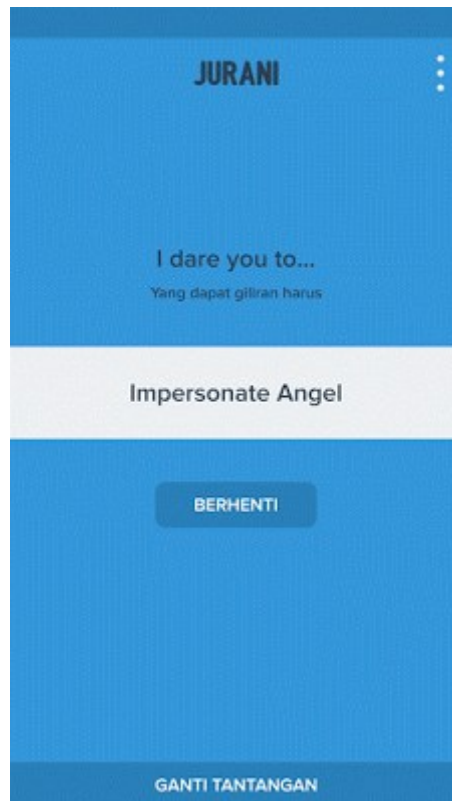 JURANI
I dare you to...
Yang dapat giliran harus
Impersonate Angel
BERHENTI
GANTI TANTANGAN